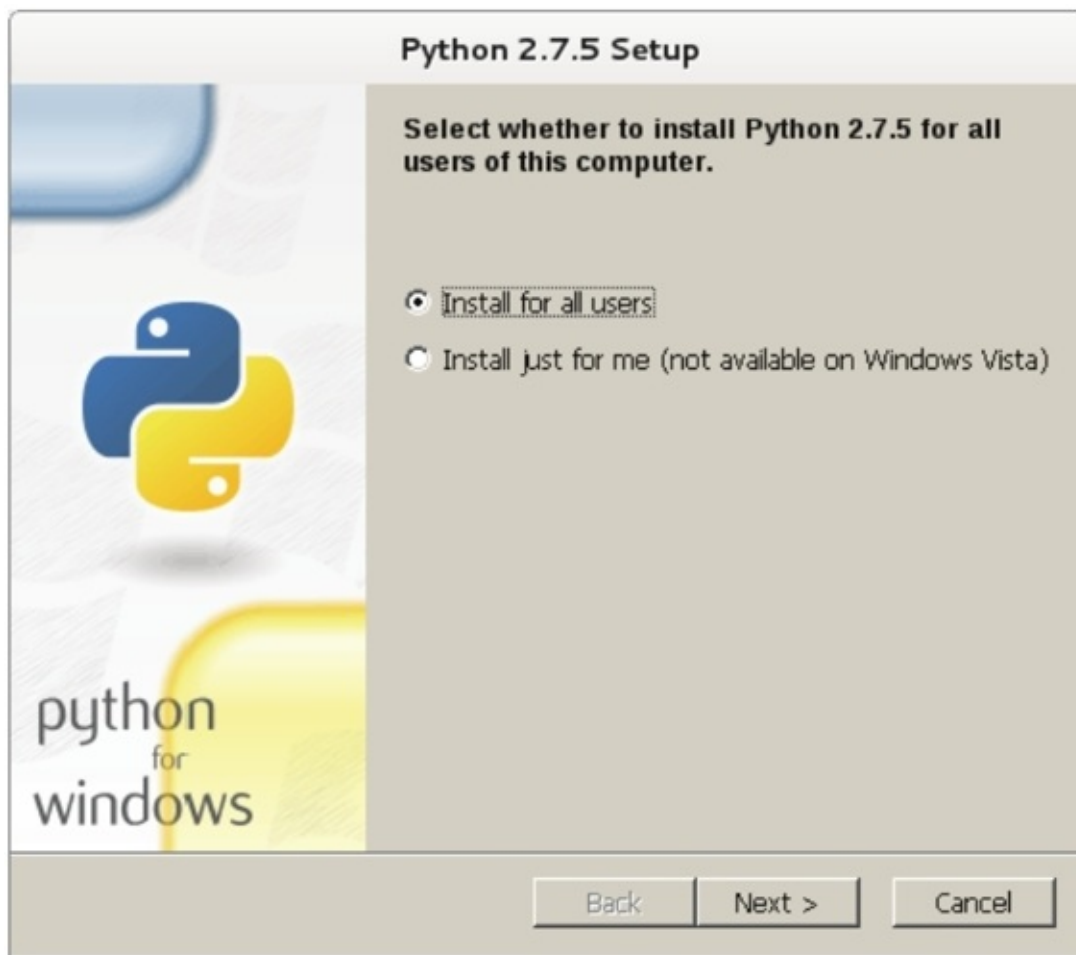 Python 2.7.5 Setup
Select whether to install Python 2.7.5 for all
users of this computer.
Install for all users
Install just for me (not available on Windows Vista)
python
for
windows
Back
Next >
Cancel